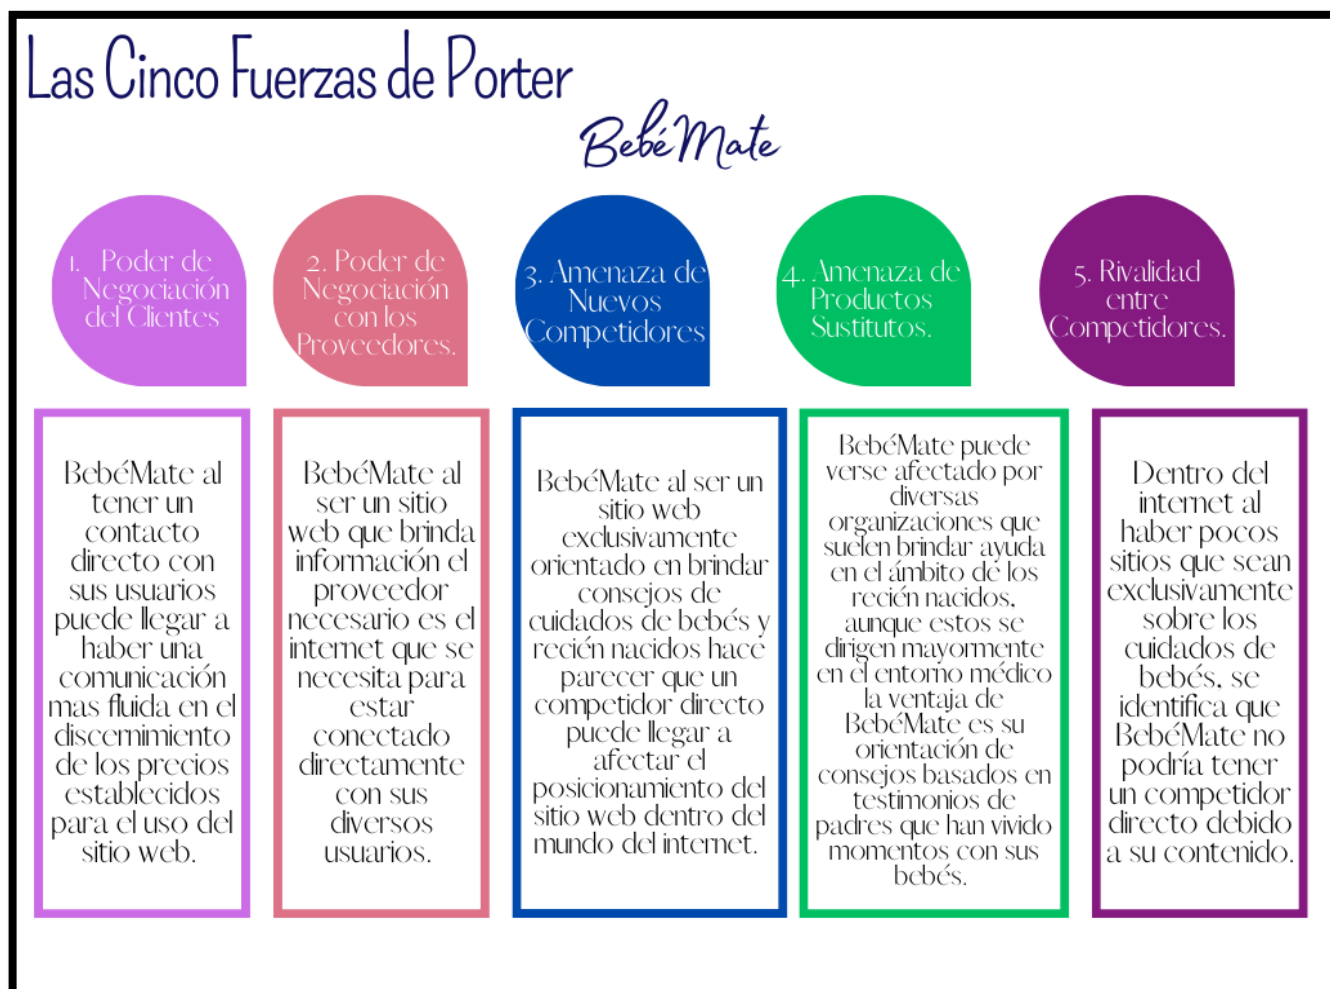 Las Cinco Fuerzas de Porter
BebéMate
1. Poder de
Negociación
del Clientes
2. Poder de
Negociación
con los
Proveedores.
3. Amenaza de
Nuevos
Competidores
4. Amenaza de
Productos
Sustitutos.
5. Rivalidad
entre
Competidores.
BebéMate al
tener un
contacto
directo con
sus usuarios
puede llegar a
haber una
comunicación
mas fluida en el
discernimiento
de los precios
establecidos
para el uso del
sitio web.
BebéMate al
ser un sitio
web que brinda
información el
proveedor
necesario es el
internet que se
necesita para
estar
conectado
directamente
con sus
diversos
usuarios.
BebéMate al ser un
sitio web
exclusivamente
orientado en brindar
consejos de
cuidados de bebés y
recién nacidos hace
parecer que un
competidor directo
puede llegar a
afectar el
posicionamiento del
sitio web dentro del
mundo del internet.
BebéMate puede
verse afectado por
diversas
organizaciones que
suelen brindar ayuda
en el ámbito de los
recién nacidos,
aunque estos se
dirigen mayormente
en el entorno médico
la ventaja de
BebéMate es su
orientación de
consejos basados en
testimonios de
padres que han vivido
momentos con sus
bebés.
Dentro del
internet al
haber pocos
sitios que sean
exclusivamente
sobre los
cuidados de
bebés, se
identifica que
BebéMate no
podría tener
un competidor
directo debido
a su contenido.